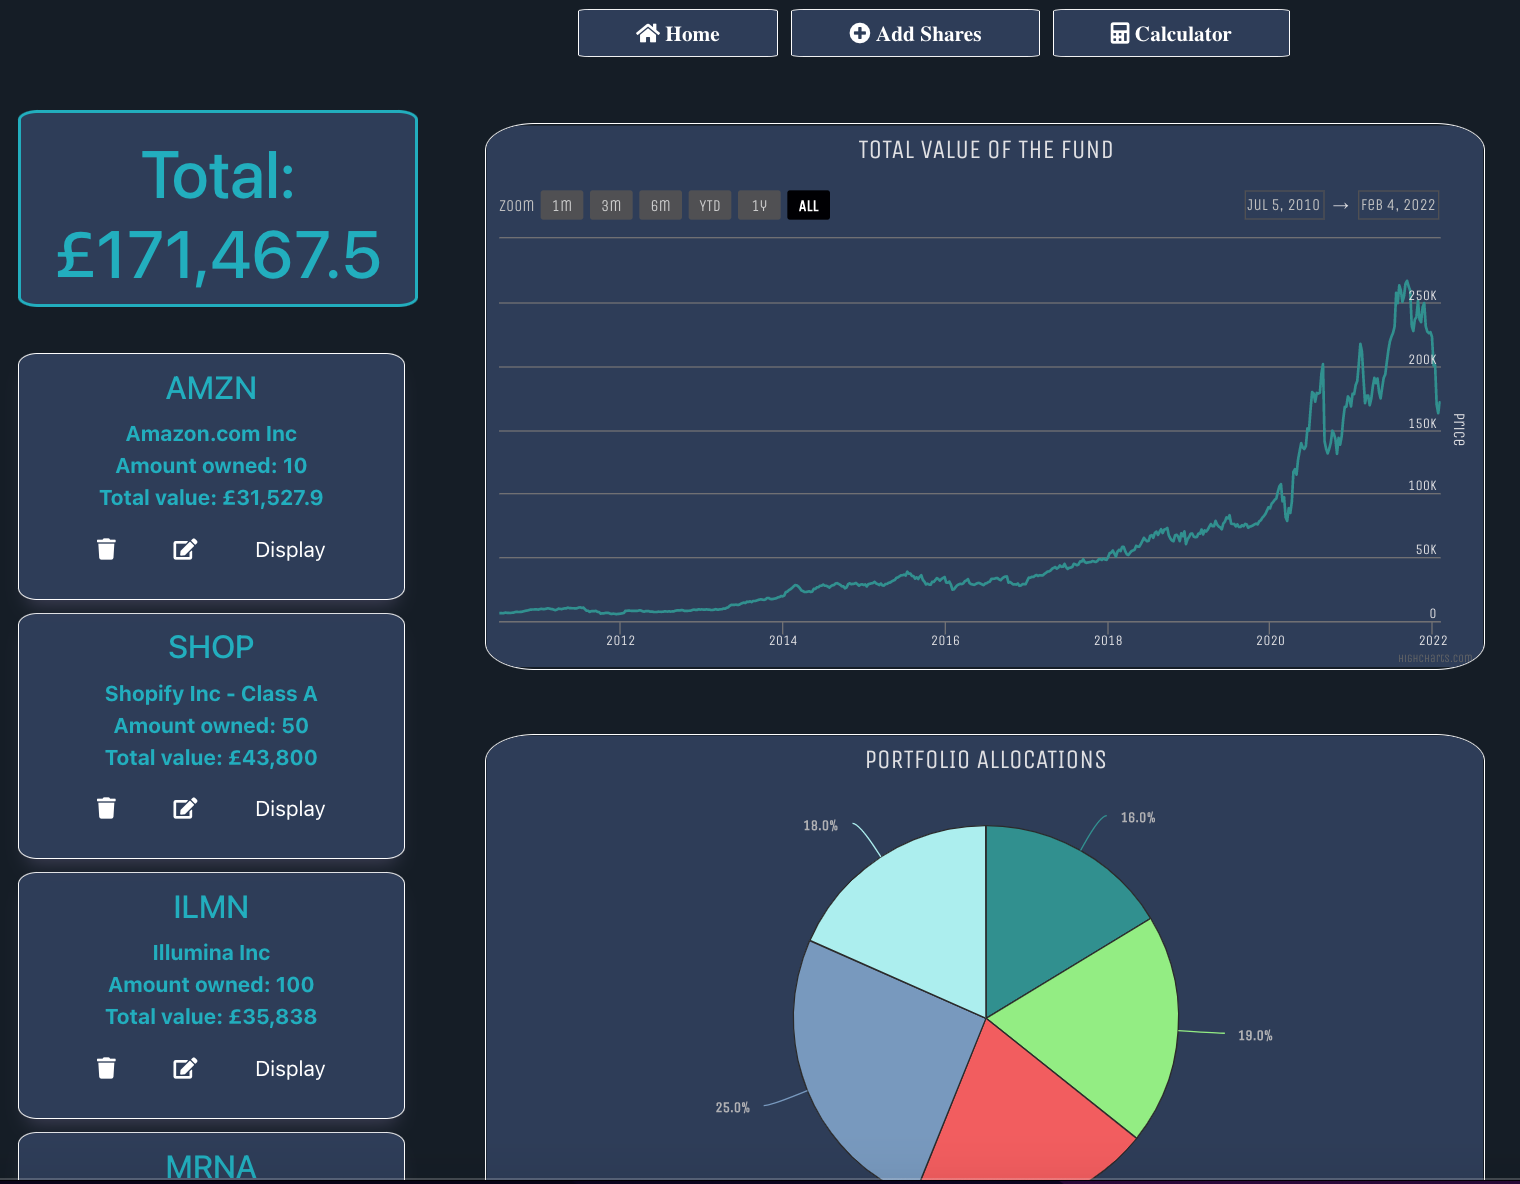 Home
Add Shares
Calculator
Total:
£171,467.5
AMZN
Amazon.com Inc
Amount owned: 10
Total value: £31,527.9
Display
SHOP
Shopify Inc - Class A
Amount owned: 50
Total value: £43,800
Display
ILMN
Illumina Inc
Amount owned: 100
Total value: £35,838
Display
MRNA
TOTAL VALUE OF THE FUND
ZOOM 1M 3M 6M YTD 1Y ALL
JUL 5, 2010 → FEB 4, 2022
250K
200K
150K
100K
50K
0
PRICE
2012 2014 2016 2018 2020 2022
HIGHCHARTS.COM
PORTFOLIO ALLOCATIONS
18.0%
16.0%
19.0%
25.0%